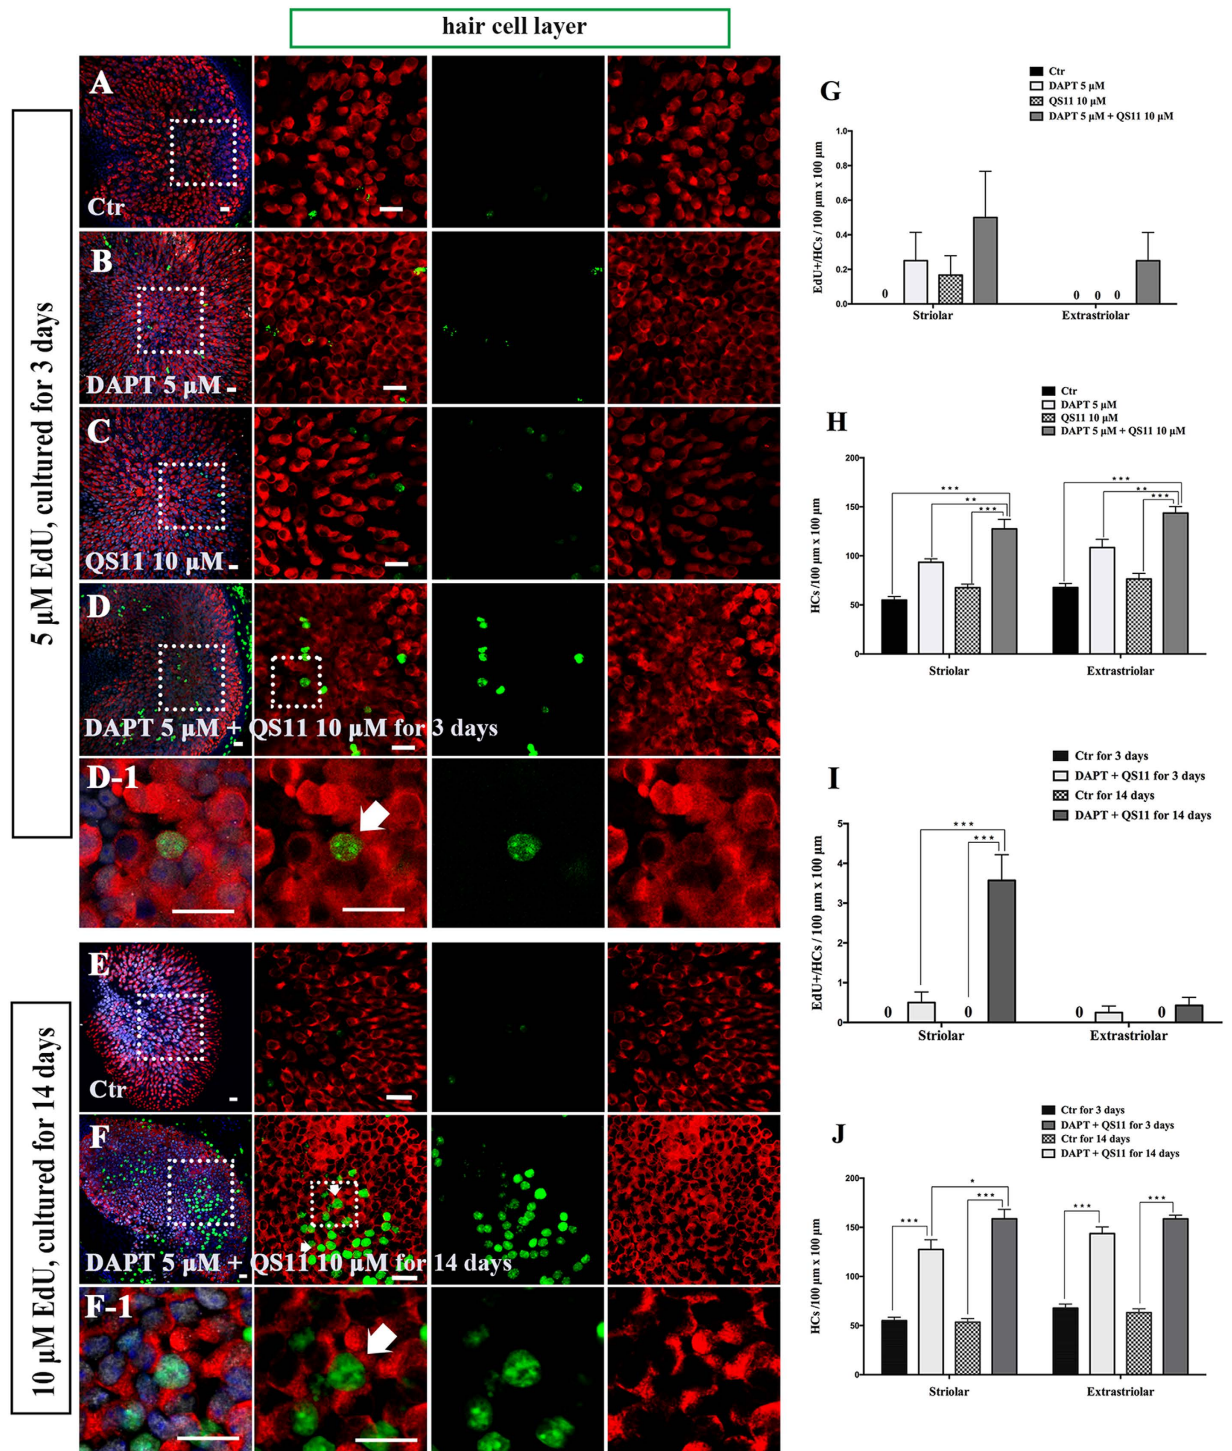 hair cell layer
5 µM EdU, cultured for 3 days
A
Ctr
B
DAPT 5 µM
C
QS11 10 µM
D
DAPT 5 µM + QS11 10 µM for 3 days
D-1
10 µM EdU, cultured for 14 days
E
Ctr
F
DAPT 5 µM + QS11 10 µM for 14 days
F-1
G
Ctr
DAPT 5 µM
QS11 10 µM
DAPT 5 µM + QS11 10 µM
EdU+/HCs / 100 µm x 100 µm
1.0
0.8
0.6
0.4
0.2
0.0
0
0 0 0
Striolar Extrastriolar
H
Ctr
DAPT 5 µM
QS11 10 µM
DAPT 5 µM + QS11 10 µM
HCs /100 µm x 100 µm
200
150
100
50
0
*** ** ***
*** ** ***
Striolar Extrastriolar
I
Ctr for 3 days
DAPT + QS11 for 3 days
Ctr for 14 days
DAPT + QS11 for 14 days
EdU+/HCs / 100 µm x 100 µm
5
4
3
2
1
0
*** ***
0 0 0 0
Striolar Extrastriolar
J
Ctr for 3 days
DAPT + QS11 for 3 days
Ctr for 14 days
DAPT + QS11 for 14 days
HCs /100 µm x 100 µm
200
150
100
50
0
*** * *** *** ***
Striolar Extrastriolar